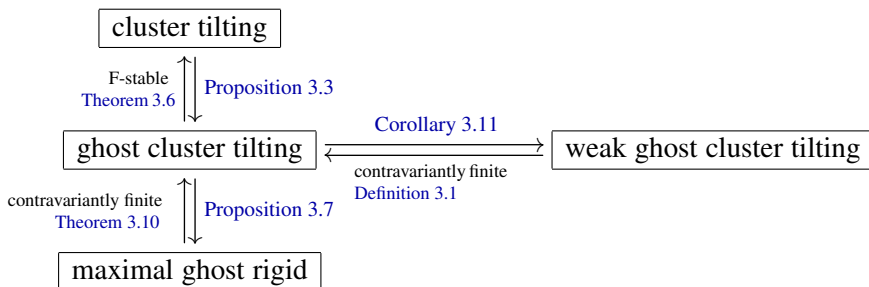 cluster tilting
F-stable
Theorem 3.6
Proposition 3.3
Corollary 3.11
ghost cluster tilting
weak ghost cluster tilting
contravariantly finite
Definition 3.1
contravariantly finite
Theorem 3.10
Proposition 3.7
maximal ghost rigid